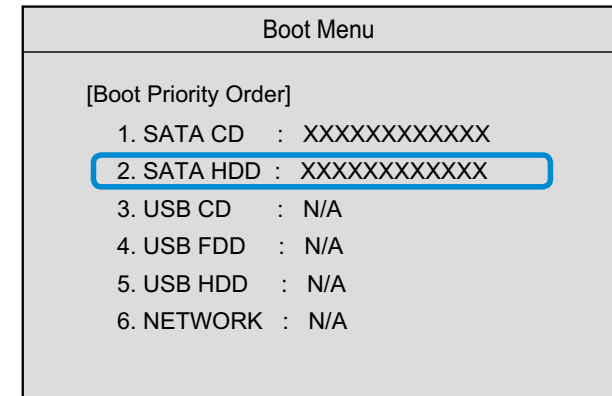 Boot Menu
[Boot Priority Order]
1. SATA CD : XXXXXXXXXXXX
2. SATA HDD : XXXXXXXXXXXX
3. USB CD : N/A
4. USB FDD : N/A
5. USB HDD : N/A
6. NETWORK : N/A